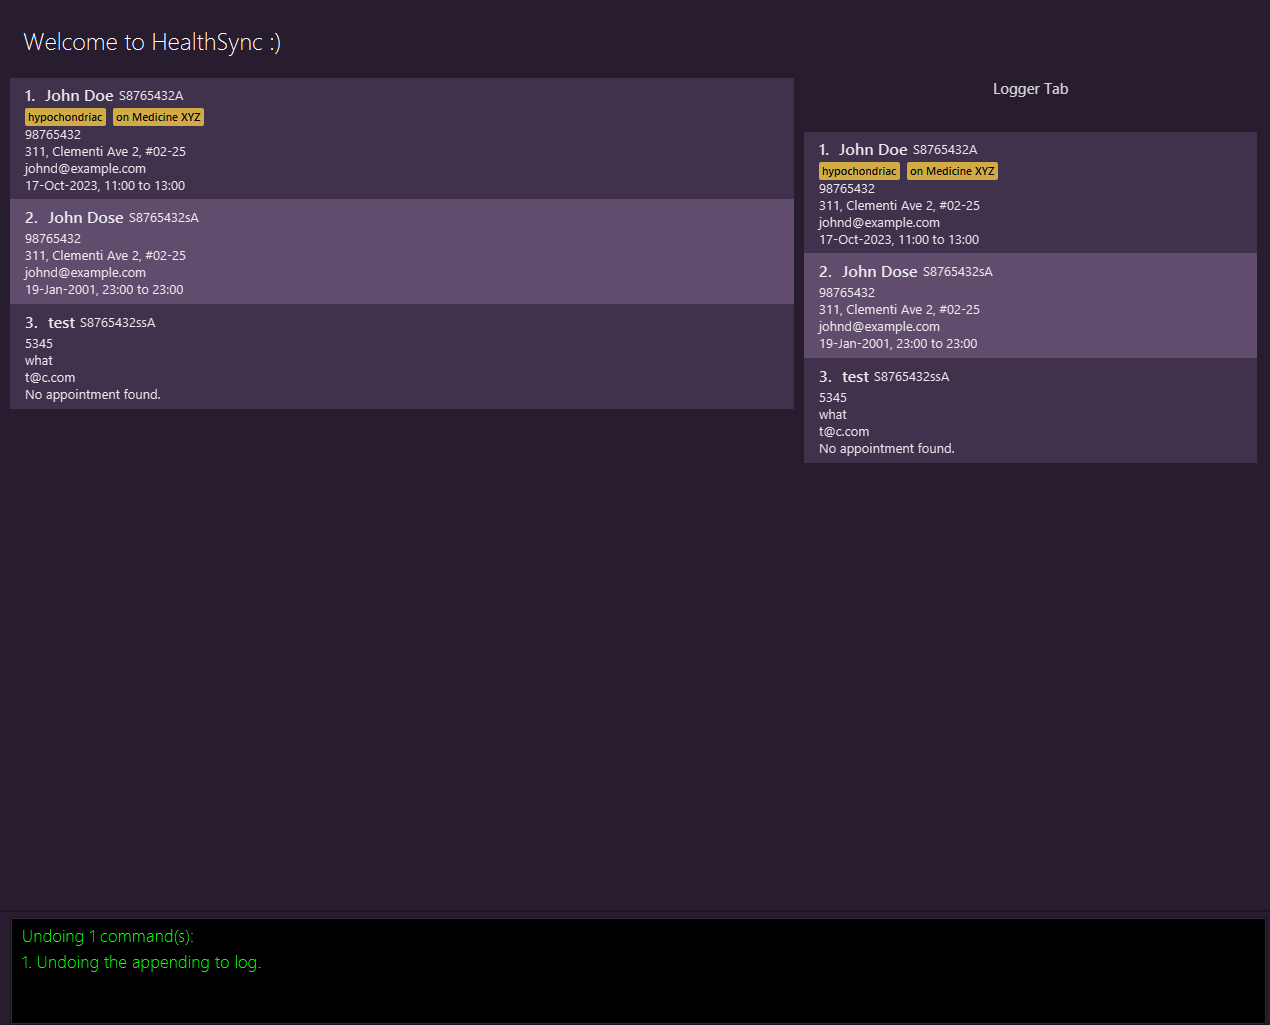 Welcome to HealthSync :)
1. John Doe S8765432A
hypochondriac on Medicine XYZ
98765432
311, Clementi Ave 2, #02-25
johnd@example.com
17-Oct-2023, 11:00 to 13:00
2. John Dose S8765432sA
98765432
311, Clementi Ave 2, #02-25
johnd@example.com
19-Jan-2001, 23:00 to 23:00
3. test S8765432ssA
5345
what
t@c.com
No appointment found.
Logger Tab
1. John Doe S8765432A
hypochondriac on Medicine XYZ
98765432
311, Clementi Ave 2, #02-25
johnd@example.com
17-Oct-2023, 11:00 to 13:00
2. John Dose S8765432sA
98765432
311, Clementi Ave 2, #02-25
johnd@example.com
19-Jan-2001, 23:00 to 23:00
3. test S8765432ssA
5345
what
t@c.com
No appointment found.
Undoing 1 command(s):
1. Undoing the appending to log.